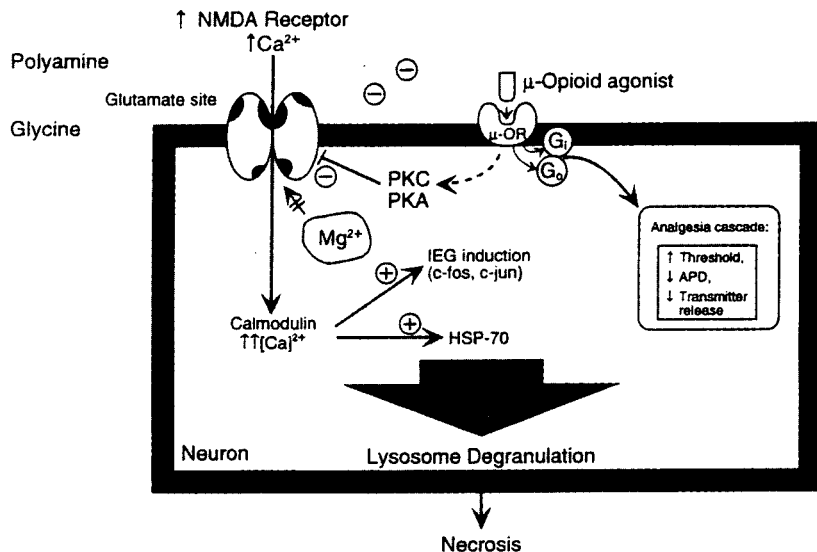 ↑ NMDA Receptor
↑Ca²⁺
Polyamine
Glutamate site
Glycine
⊖
⊖
μ-Opioid agonist
μ-OR
Gᵢ
Gₒ
⊖
PKC
PKA
Mg²⁺
Analgesia cascade:
↑ Threshold,
↓ APD,
↓ Transmitter
release
⊕
IEG induction
(c-fos, c-jun)
Calmodulin
↑↑[Ca]²⁺
⊕
HSP-70
Neuron
Lysosome Degranulation
Necrosis